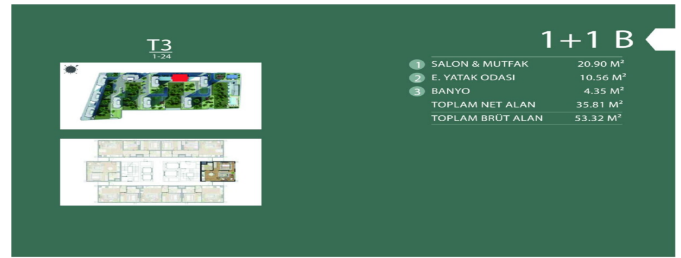 T3
1-24
1+1 B
1 SALON & MUTFAK 20.90 M²
2 E. YATAK ODASI 10.56 M²
3 BANYO 4.35 M²
TOPLAM NET ALAN 35.81 M²
TOPLAM BRÜT ALAN 53.32 M²